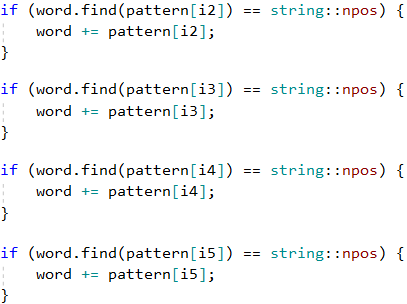 if (word.find(pattern[i2]) == string::npos) {
    word += pattern[i2];
}
if (word.find(pattern[i3]) == string::npos) {
    word += pattern[i3];
}
if (word.find(pattern[i4]) == string::npos) {
    word += pattern[i4];
}
if (word.find(pattern[i5]) == string::npos) {
    word += pattern[i5];
}